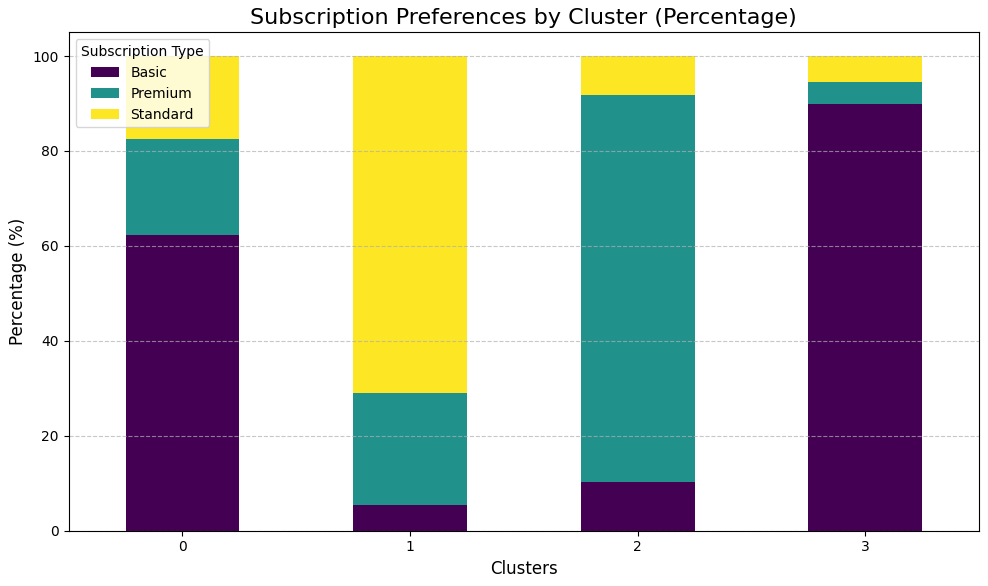 Subscription Preferences by Cluster (Percentage)
Subscription Type
Basic
Premium
Standard
Percentage (%)
100
80
60
40
20
0
0 1 2 3
Clusters